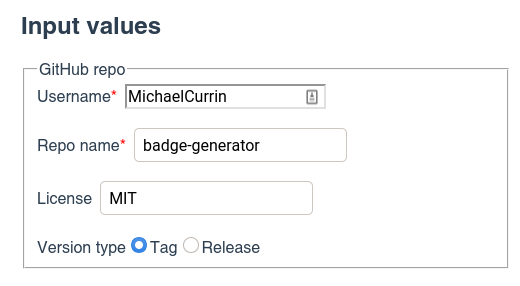 Input values
GitHub repo
Username* MichaelCurrin
Repo name* badge-generator
License MIT
Version type Tag Release